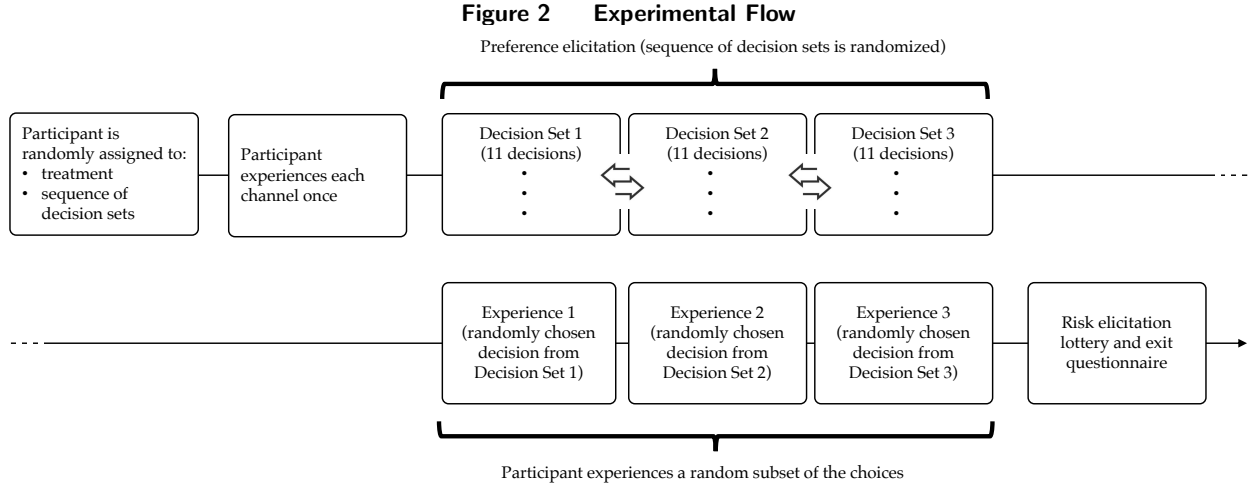 Figure 2 Experimental Flow
Preference elicitation (sequence of decision sets is randomized)
Participant is
randomly assigned to:
• treatment
• sequence of
decision sets
Participant
experiences each
channel once
Decision Set 1
(11 decisions)
Decision Set 2
(11 decisions)
Decision Set 3
(11 decisions)
Experience 1
(randomly chosen
decision from
Decision Set 1)
Experience 2
(randomly chosen
decision from
Decision Set 2)
Experience 3
(randomly chosen
decision from
Decision Set 3)
Risk elicitation
lottery and exit
questionnaire
Participant experiences a random subset of the choices